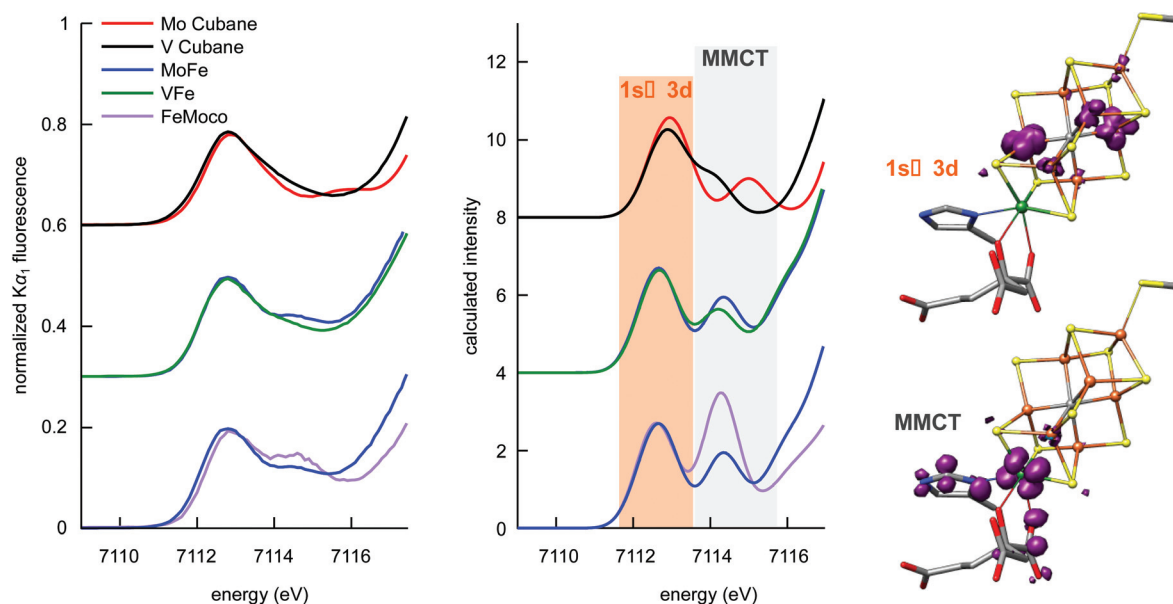 1
0.8
0.6
0.4
0.2
0
normalized Kα₁ fluorescence
Mo Cubane
V Cubane
MoFe
VFe
FeMoco
7110
7112
7114
7116
energy (eV)
12
10
8
6
4
2
0
calculated intensity
MMCT
1s▯ 3d
7110
7112
7114
7116
energy (eV)
1s▯ 3d
MMCT